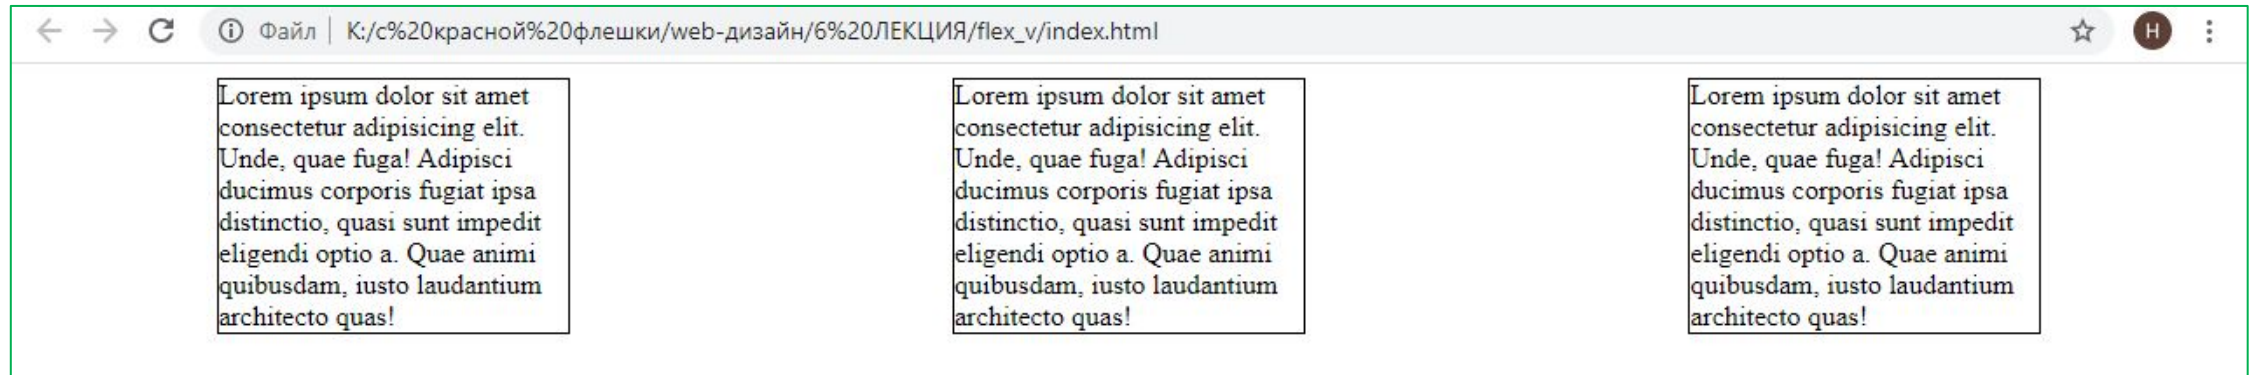 Файл | K:/с%20красной%20флешки/web-дизайн/6%20ЛЕКЦИЯ/flex_v/index.html
Н
Lorem ipsum dolor sit amet
consectetur adipisicing elit.
Unde, quae fuga! Adipisci
ducimus corporis fugiat ipsa
distinctio, quasi sunt impedit
eligendi optio a. Quae animi
quibusdam, iusto laudantium
architecto quas!
Lorem ipsum dolor sit amet
consectetur adipisicing elit.
Unde, quae fuga! Adipisci
ducimus corporis fugiat ipsa
distinctio, quasi sunt impedit
eligendi optio a. Quae animi
quibusdam, iusto laudantium
architecto quas!
Lorem ipsum dolor sit amet
consectetur adipisicing elit.
Unde, quae fuga! Adipisci
ducimus corporis fugiat ipsa
distinctio, quasi sunt impedit
eligendi optio a. Quae animi
quibusdam, iusto laudantium
architecto quas!